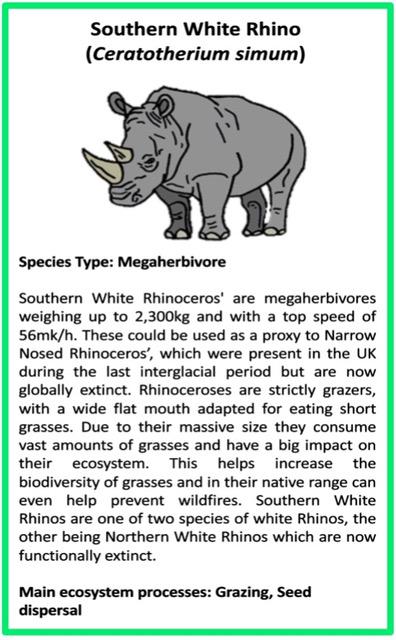 Southern White Rhino
(Ceratotherium simum)
Species Type: Megaherbivore
Southern White Rhinoceros' are megaherbivores
weighing up to 2,300kg and with a top speed of
56mk/h. These could be used as a proxy to Narrow
Nosed Rhinoceros’, which were present in the UK
during the last interglacial period but are now
globally extinct. Rhinoceroses are strictly grazers,
with a wide flat mouth adapted for eating short
grasses. Due to their massive size they consume
vast amounts of grasses and have a big impact on
their ecosystem. This helps increase the
biodiversity of grasses and in their native range can
even help prevent wildfires. Southern White
Rhinos are one of two species of white Rhinos, the
other being Northern White Rhinos which are now
functionally extinct.
Main ecosystem processes: Grazing, Seed
dispersal